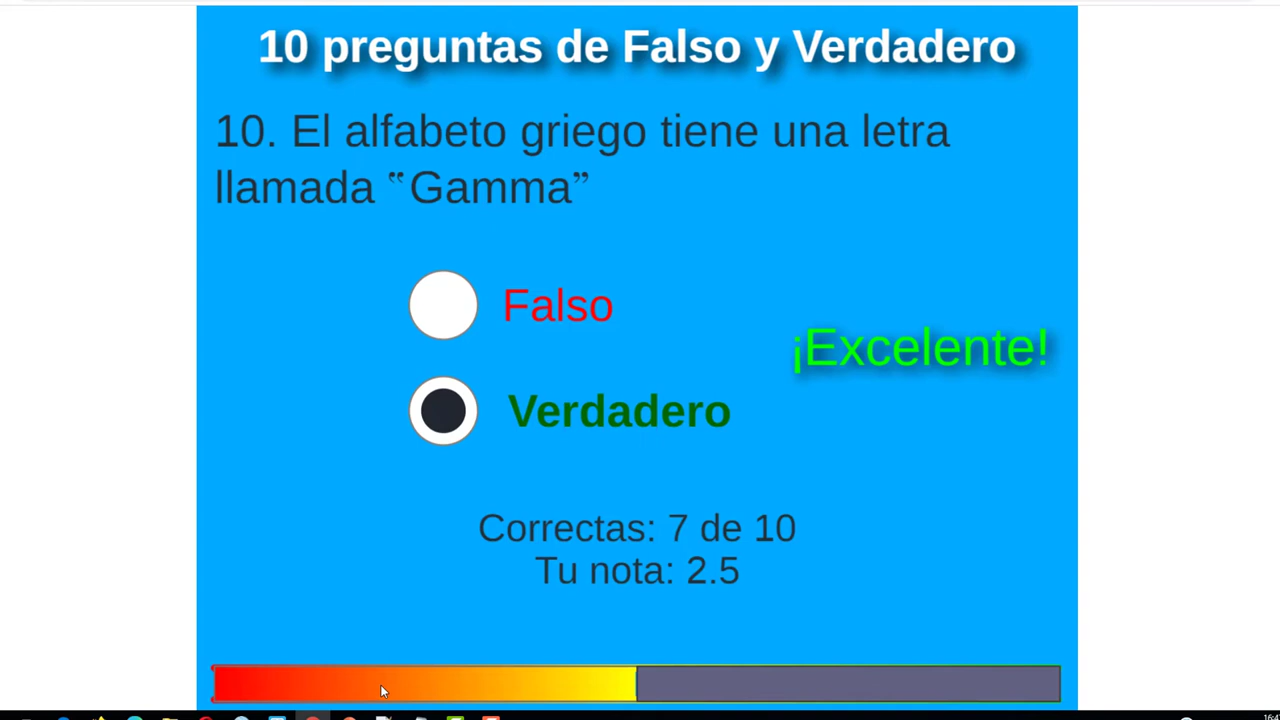 10 preguntas de Falso y Verdadero
10. El alfabeto griego tiene una letra
llamada “Gamma”
Falso
¡Excelente!
Verdadero
Correctas: 7 de 10
Tu nota: 2.5